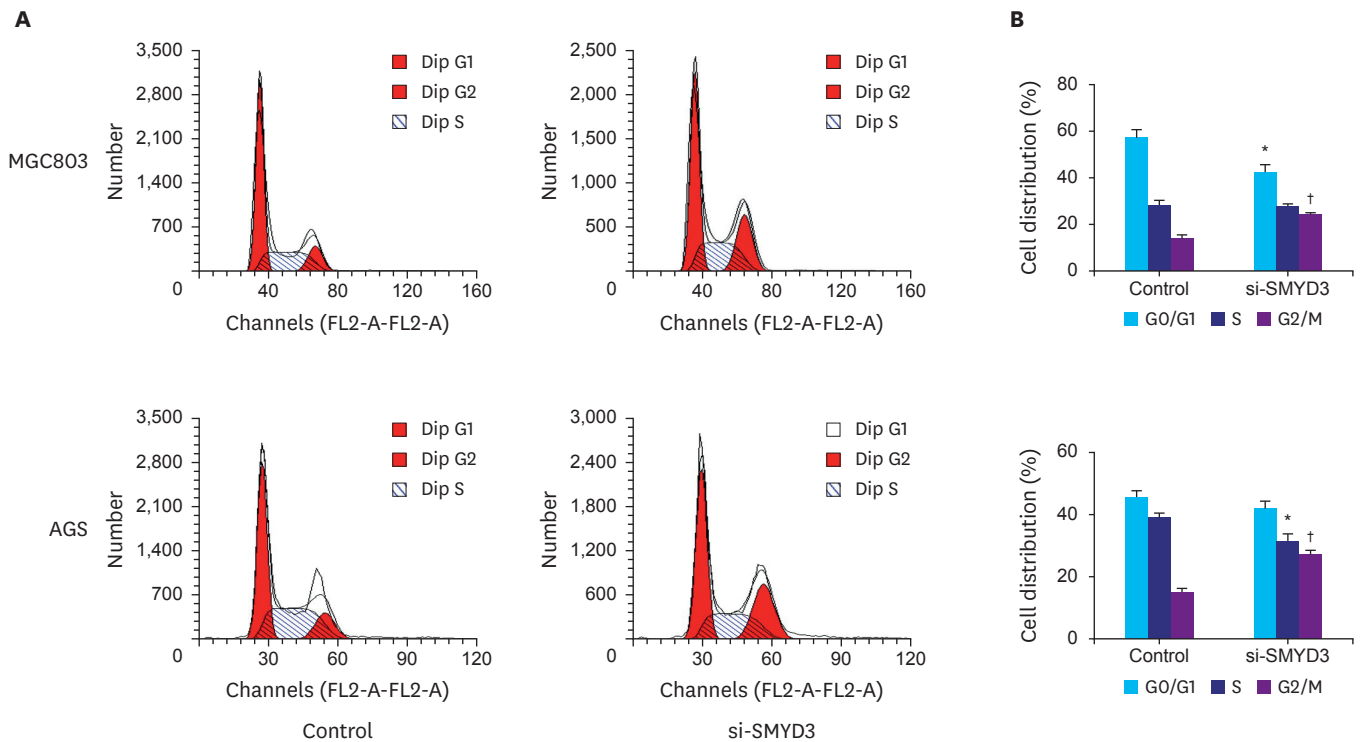 A
MGC803
Number
3,500
2,800
2,100
1,400
700
0
40 80 120 160
Channels (FL2-A-FL2-A)
Dip G1
Dip G2
Dip S
Number
2,500
2,000
1,500
1,000
500
0
40 80 120 160
Channels (FL2-A-FL2-A)
Dip G1
Dip G2
Dip S
AGS
Number
3,500
2,800
2,100
1,400
700
0
30 60 90 120
Channels (FL2-A-FL2-A)
Dip G1
Dip G2
Dip S
Control
Number
3,000
2,400
1,800
1,200
600
0
30 60 90 120
Channels (FL2-A-FL2-A)
Dip G1
Dip G2
Dip S
si-SMYD3
B
Cell distribution (%)
80
60
40
20
0
*
†
Control si-SMYD3
G0/G1 S G2/M
Cell distribution (%)
60
40
20
0
*
†
Control si-SMYD3
G0/G1 S G2/M